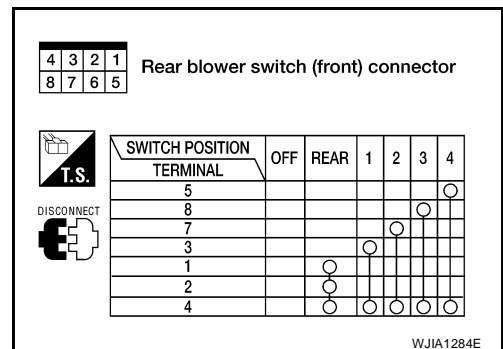 4 3 2 1
8 7 6 5
Rear blower switch (front) connector
T.S.
DISCONNECT
SWITCH POSITION
TERMINAL
OFF REAR 1 2 3 4
5
8
7
3
1
2
4
WJIA1284E